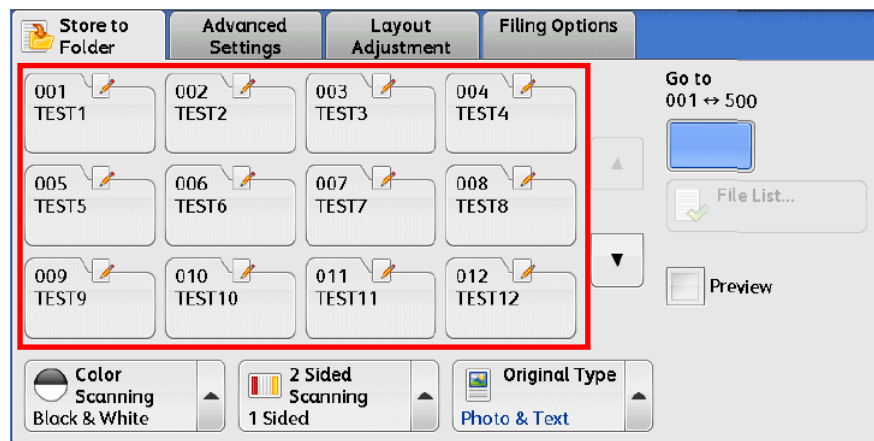 Store to
Folder
Advanced
Settings
Layout
Adjustment
Filing Options
001
TEST1
002
TEST2
003
TEST3
004
TEST4
005
TEST5
006
TEST6
007
TEST7
008
TEST8
009
TEST9
010
TEST10
011
TEST11
012
TEST12
Go to
001 ↔ 500
File List...
Preview
Color
Scanning
Black & White
2 Sided
Scanning
1 Sided
Original Type
Photo & Text